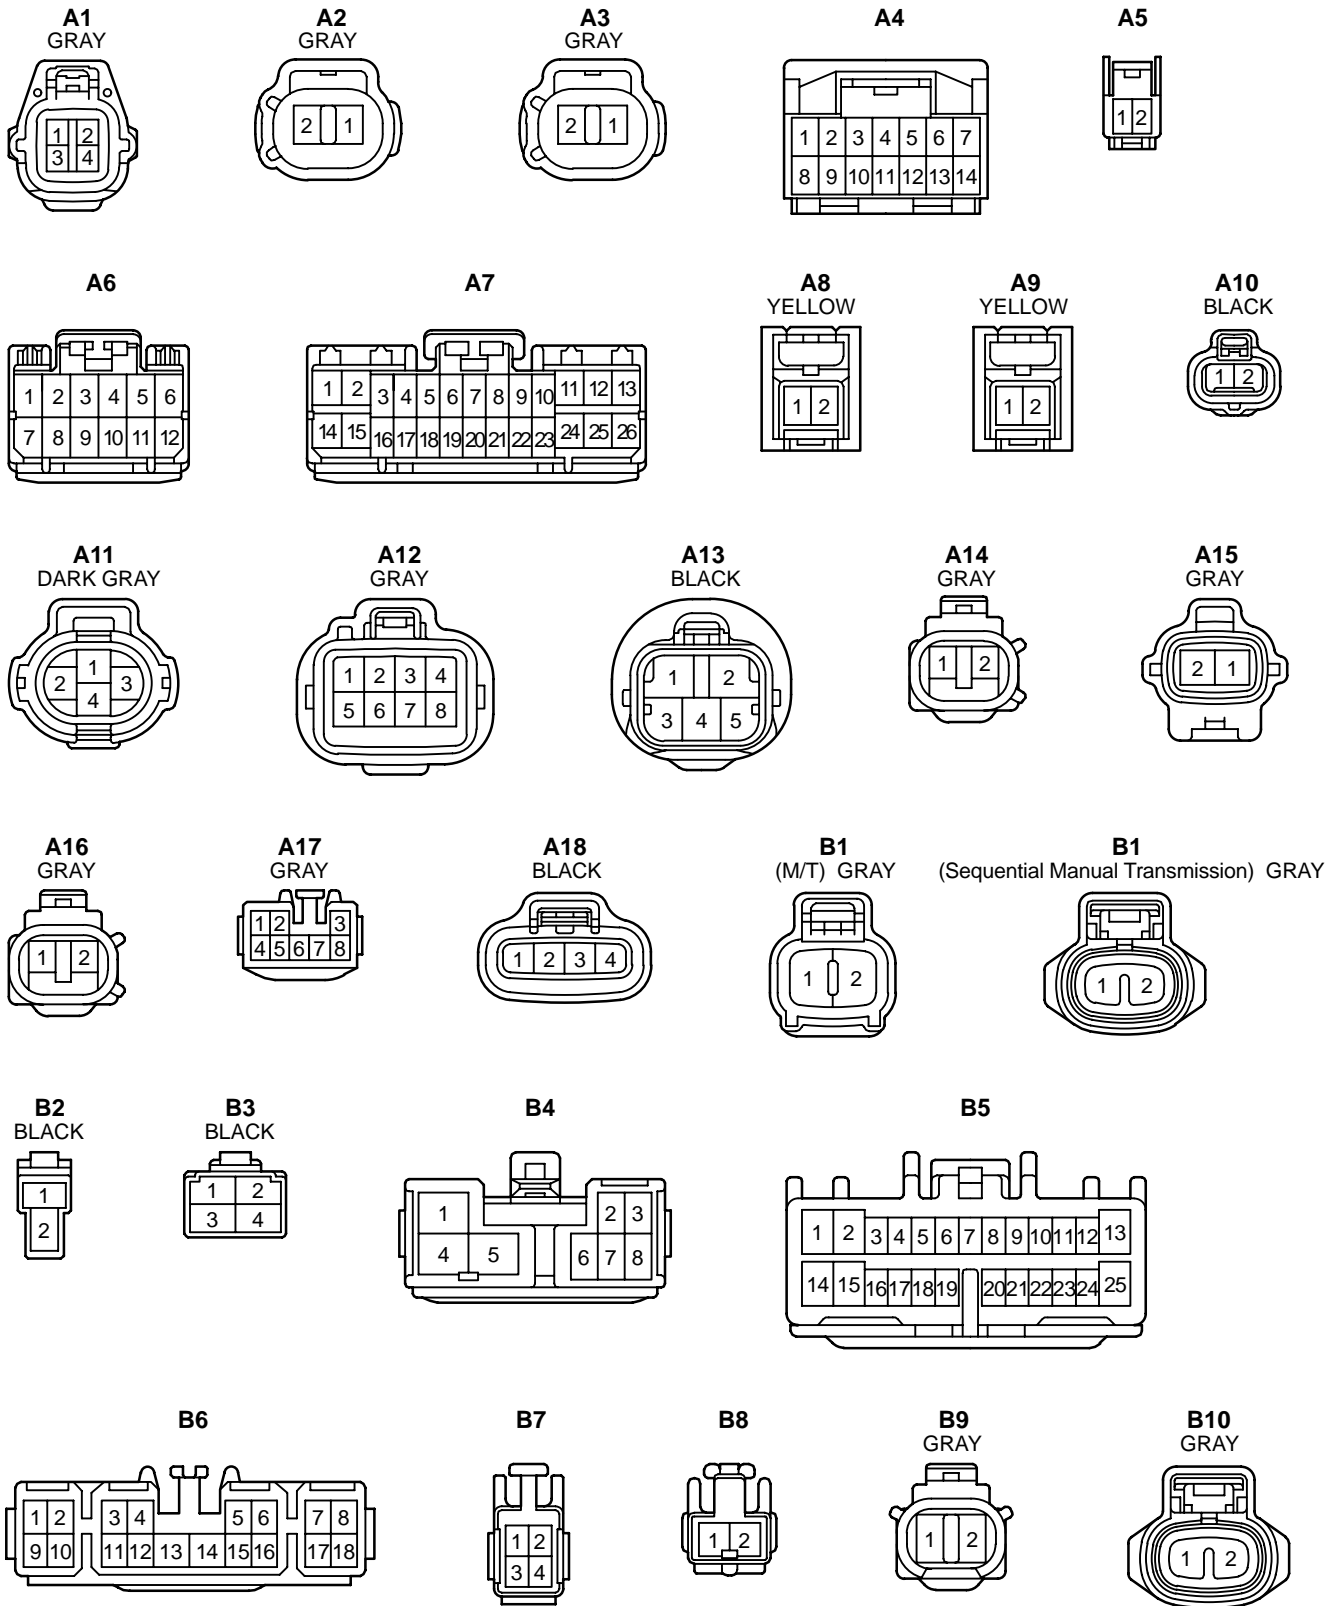 A1 A2 A3 A4 A5
GRAY GRAY GRAY
1 2
3 4
2 1
2 1
1 2 3 4 5 6 7
8 9 10 11 12 13 14
1 2
A6 A7 A8 A9 A10
YELLOW YELLOW BLACK
1 2 3 4 5 6
7 8 9 10 11 12
1 2 3 4 5 6 7 8 9 10 11 12 13
14 15 16 17 18 19 20 21 22 23 24 25 26
1 2
1 2
1 2
A11 A12 A13 A14 A15
DARK GRAY GRAY BLACK GRAY GRAY
1
2 3
4
1 2 3 4
5 6 7 8
1 2
3 4 5
1 2
2 1
A16 A17 A18 B1 B1
GRAY GRAY BLACK (M/T) GRAY (Sequential Manual Transmission) GRAY
1 2
1 2 3
4 5 6 7 8
1 2 3 4
1 2
1 2
B2 B3 B4 B5
BLACK BLACK
1
2
1 2
3 4
1 2 3
4 5 6 7 8
1 2 3 4 5 6 7 8 9 10 11 12 13
14 15 16 17 18 19 20 21 22 23 24 25
B6 B7 B8 B9 B10
GRAY GRAY
1 2 3 4 5 6 7 8
9 10 11 12 13 14 15 16 17 18
1 2
3 4
1 2
1 2
1 2